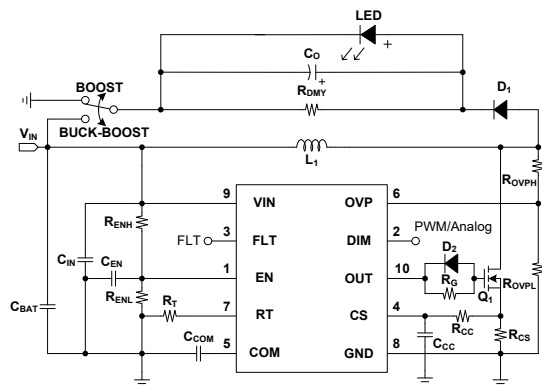 LED
+
CO
+
BOOST
RDMY
D1
BUCK-BOOST
VIN
L1
ROVPH
9 VIN OVP 6
RENH
PWM/Analog
FLT 3 FLT DIM 2
CIN CEN
D2
1 EN OUT 10
RG
Q1
ROVPL
RENL
CBAT
RT
7 RT CS 4
RCC
RCS
CCOM
CCC
5 COM GND 8